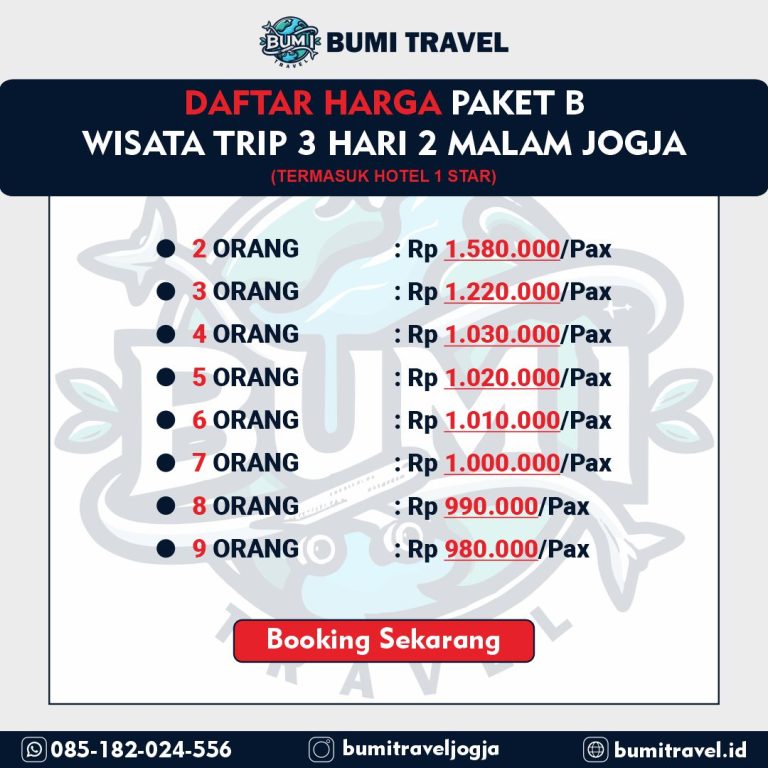 BUMI
TRAVEL
BUMI TRAVEL
DAFTAR HARGA PAKET B
WISATA TRIP 3 HARI 2 MALAM JOGJA
(TERMASUK HOTEL 1 STAR)
● 2 ORANG : Rp 1.580.000/Pax
● 3 ORANG : Rp 1.220.000/Pax
● 4 ORANG : Rp 1.030.000/Pax
● 5 ORANG : Rp 1.020.000/Pax
● 6 ORANG : Rp 1.010.000/Pax
● 7 ORANG : Rp 1.000.000/Pax
● 8 ORANG : Rp 990.000/Pax
● 9 ORANG : Rp 980.000/Pax
BUMI
TRAVEL
Booking Sekarang
085-182-024-556 bumitraveljogja bumitravel.id